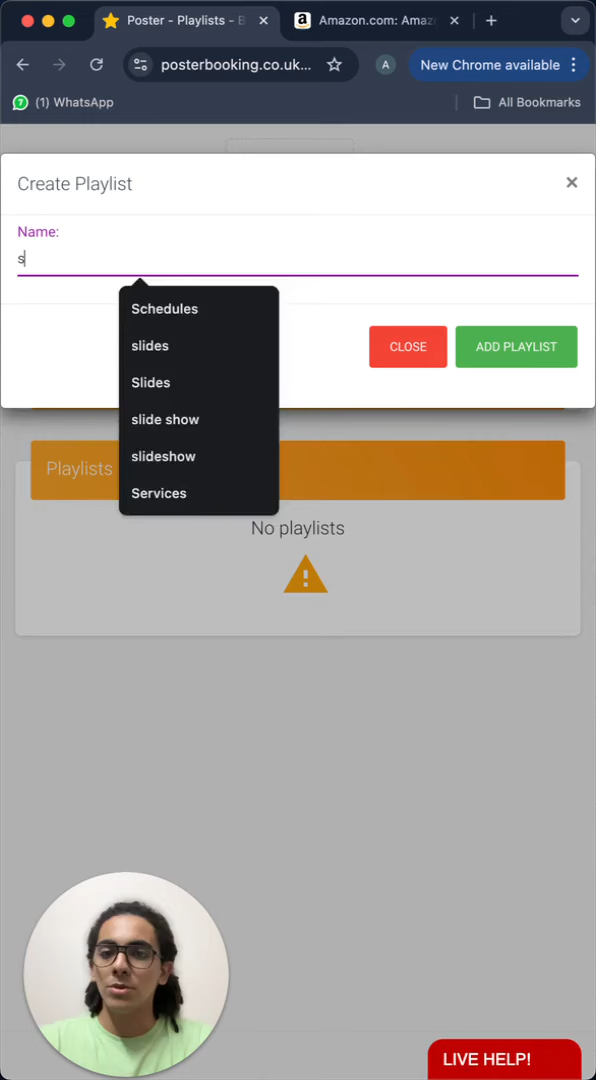 Poster - Playlists - B
Amazon.com: Amaz
posterbooking.co.uk...
A
New Chrome available
7
(1) WhatsApp
All Bookmarks
Create Playlist
Name:
s
Schedules
slides
Slides
slide show
slideshow
Services
CLOSE
ADD PLAYLIST
Playlists
No playlists
LIVE HELP!